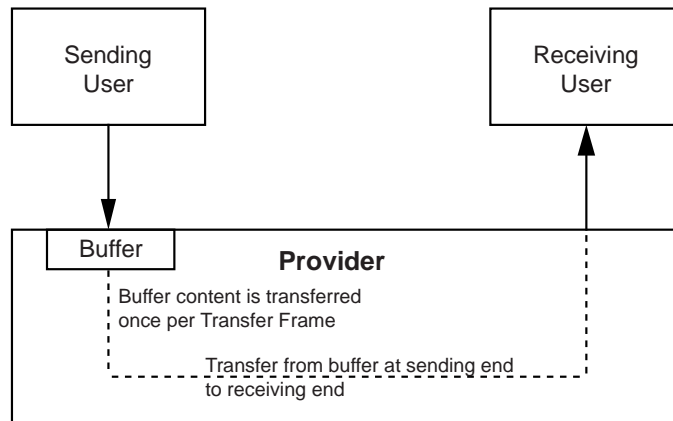 Sending
User
Receiving
User
Buffer
Provider
Buffer content is transferred
once per Transfer Frame
Transfer from buffer at sending end
to receiving end